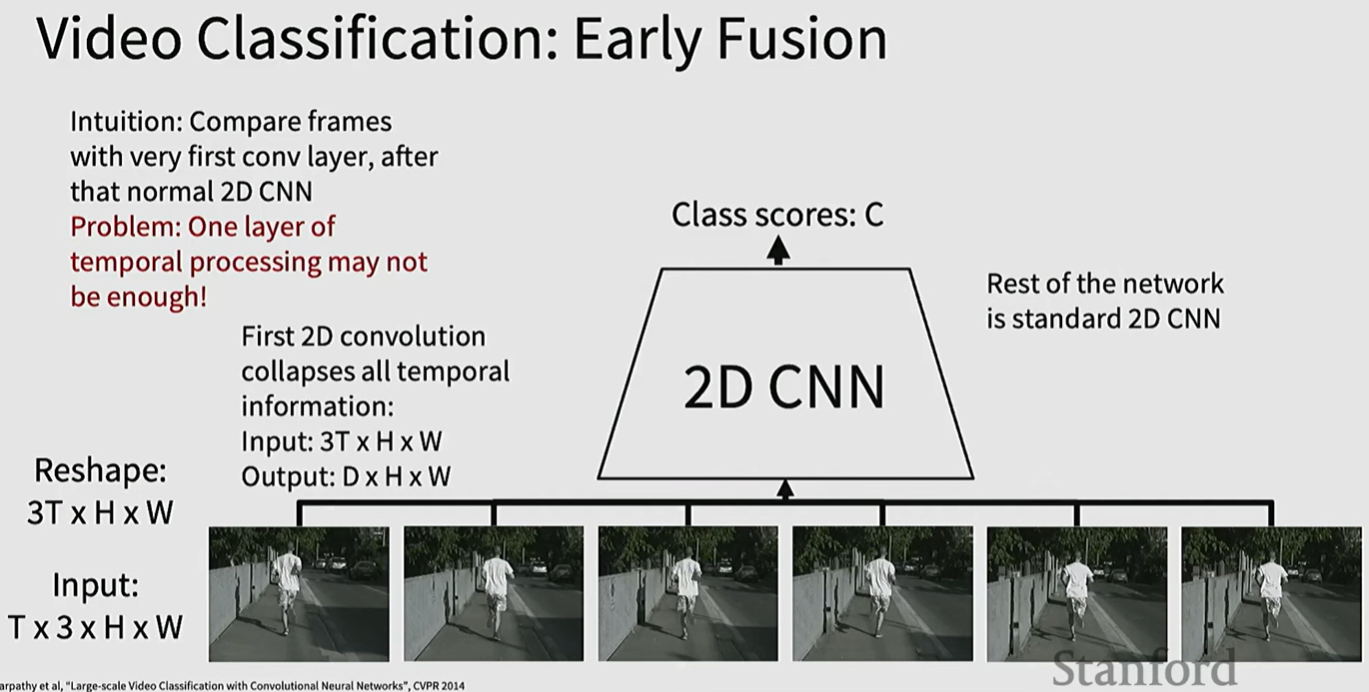 Video Classification: Early Fusion
Intuition: Compare frames
with very first conv layer, after
that normal 2D CNN
Problem: One layer of
temporal processing may not
be enough!
First 2D convolution
collapses all temporal
information:
Input: 3T x H x W
Output: D x H x W
Reshape:
3T x H x W
Input:
T x 3 x H x W
Class scores: C
2D CNN
Rest of the network
is standard 2D CNN
Stanford
arpathy et al, "Large-scale Video Classification with Convolutional Neural Networks", CVPR 2014